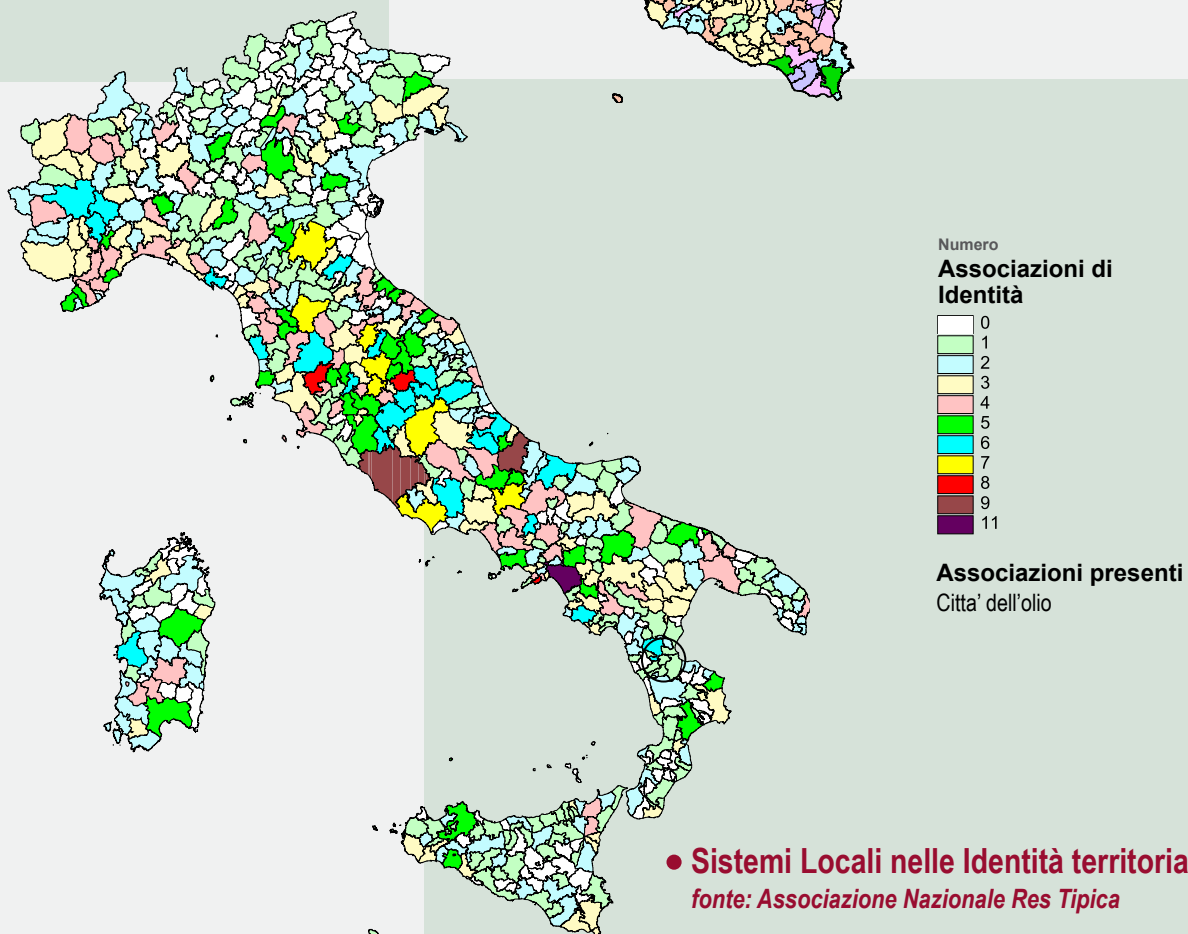 Numero
Associazioni di
Identità
0
1
2
3
4
5
6
7
8
9
11
Associazioni presenti
Citta' dell'olio
• Sistemi Locali nelle Identità territoria
fonte: Associazione Nazionale Res Tipica